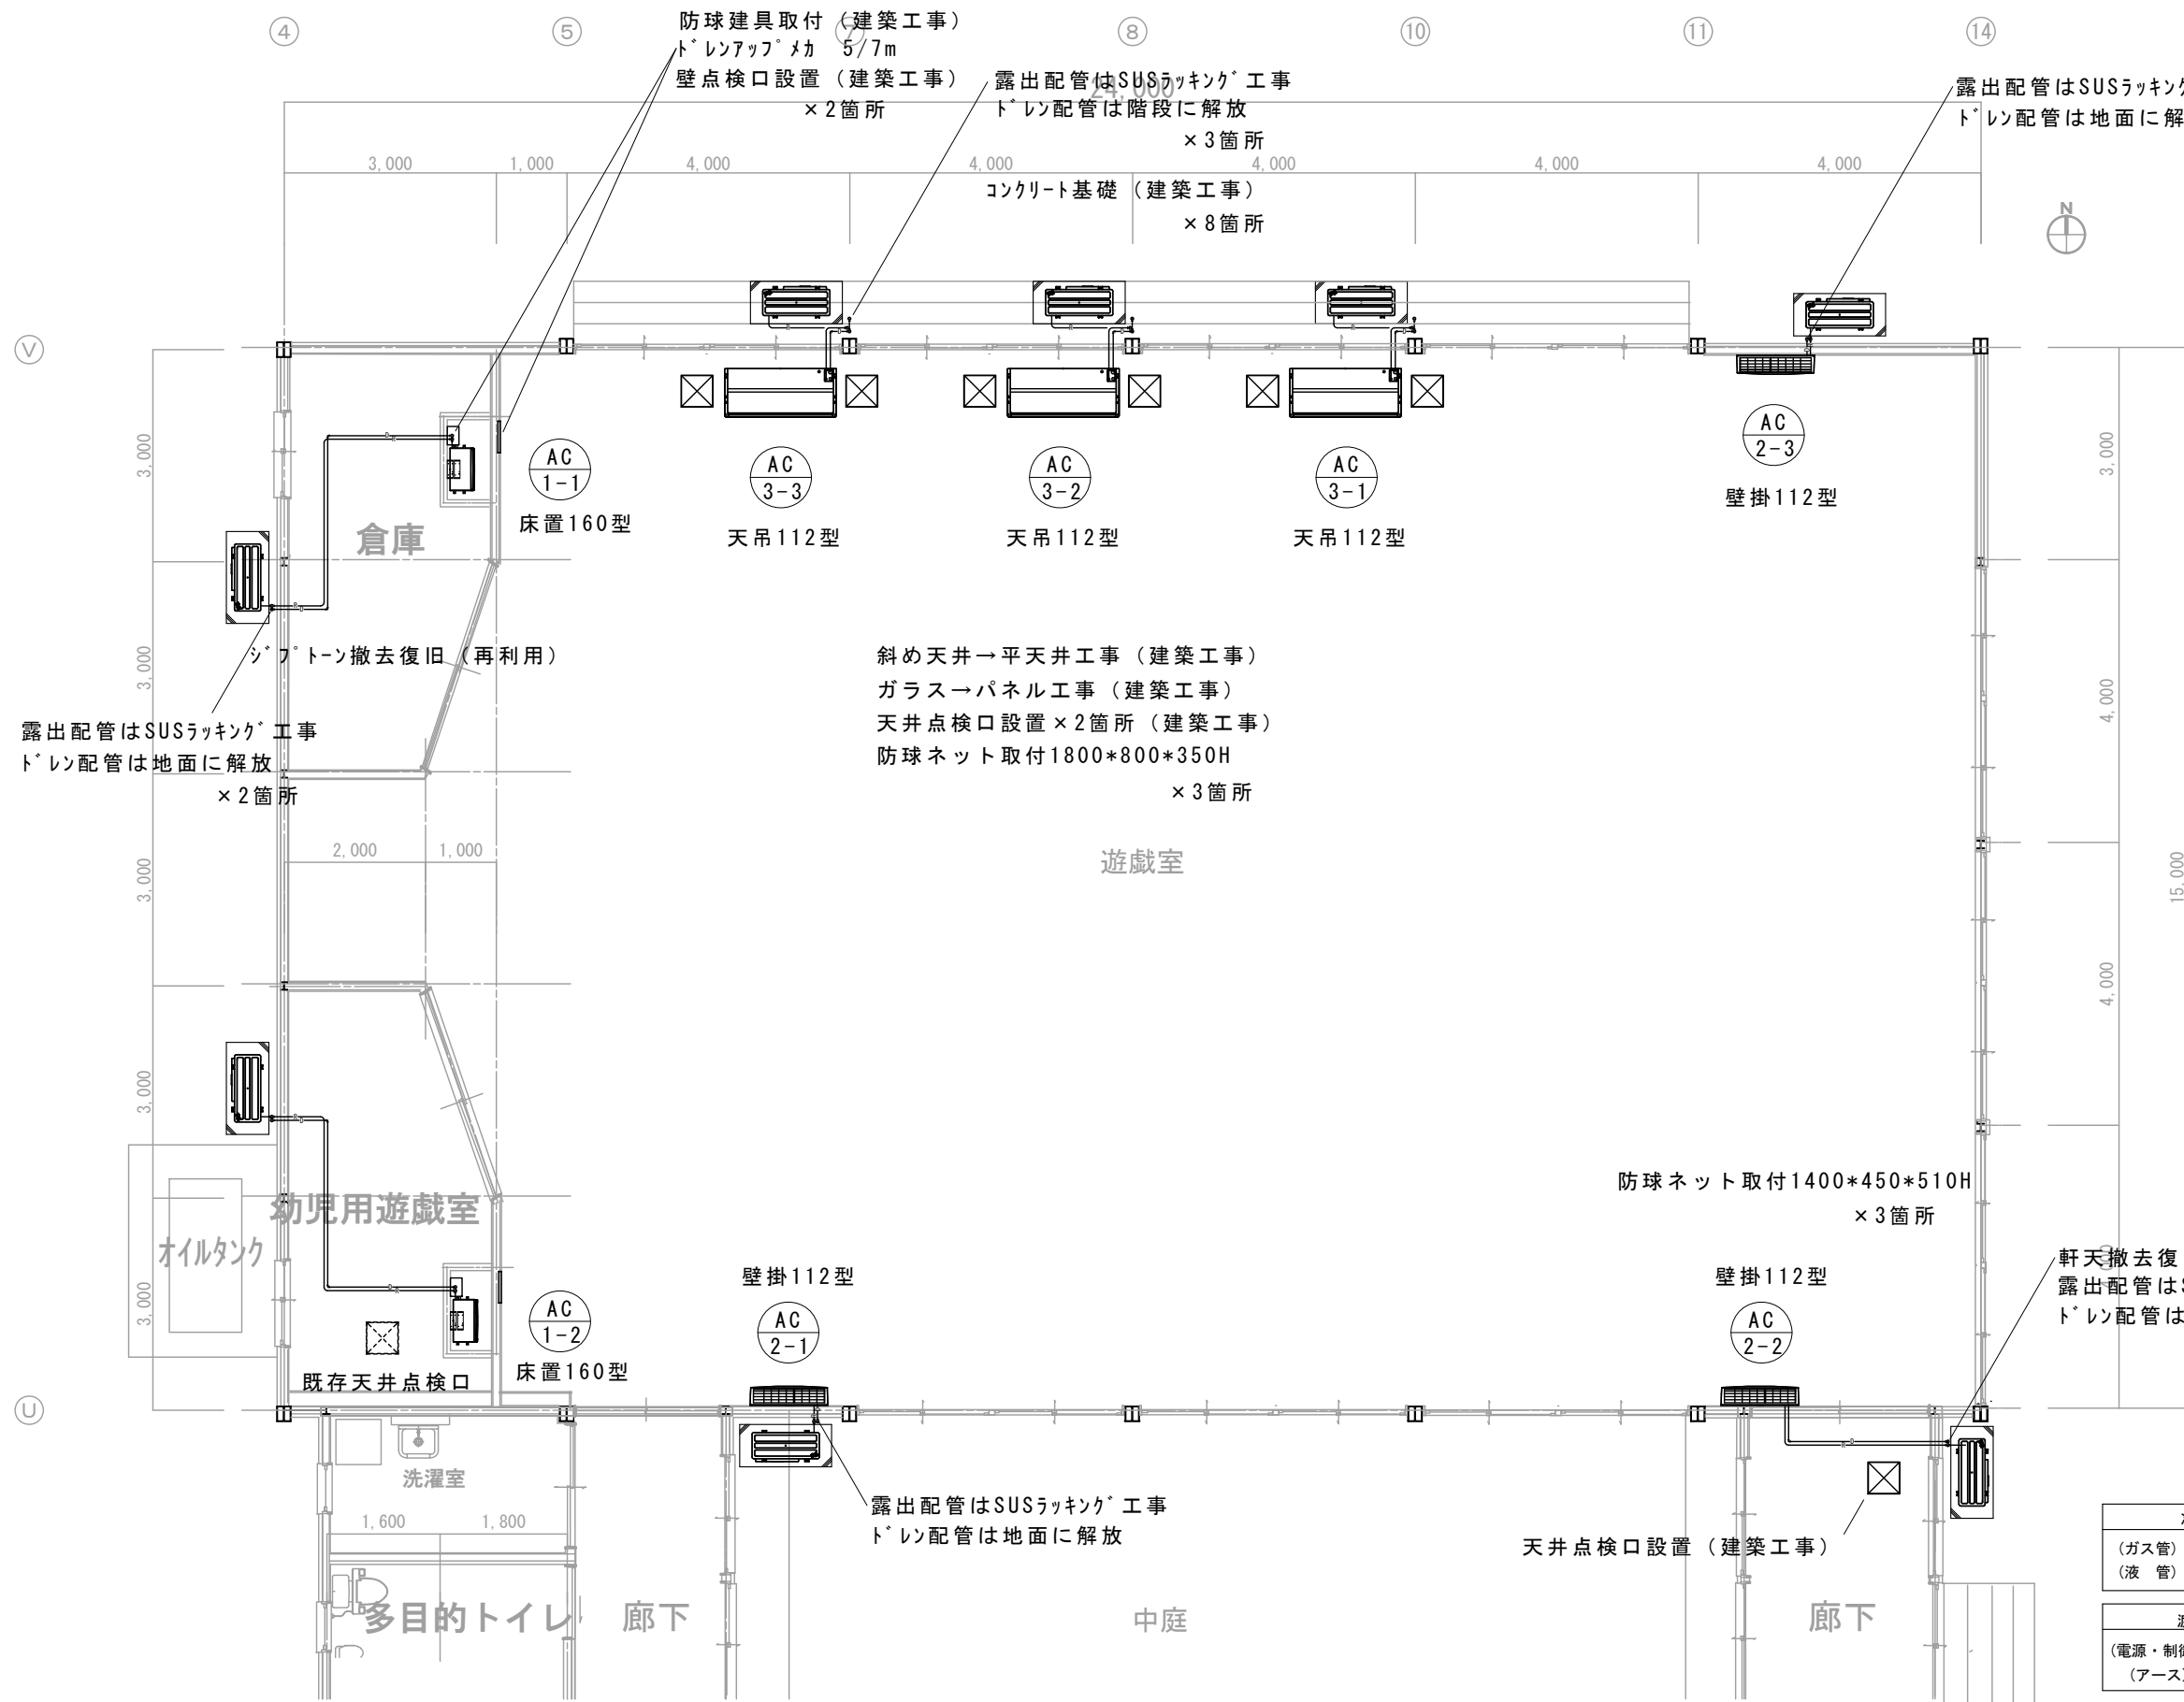 ④
⑤
⑦
⑧
⑩
⑪
⑭
防球建具取付（建築工事）
ﾄﾞﾚﾝｱｯﾌﾟﾒｶ 5/7m
壁点検口設置（建築工事）
×2箇所
露出配管はSUSﾗｯｷﾝｸﾞ工事
ﾄﾞﾚﾝ配管は階段に解放
×3箇所
24,000
露出配管はSUSﾗｯｷﾝｸﾞ
ﾄﾞﾚﾝ配管は地面に解
3,000
1,000
4,000
4,000
4,000
4,000
4,000
ｺﾝｸﾘｰﾄ基礎（建築工事）
×8箇所
N
Ⓥ
AC
1-1
床置160型
AC
3-3
天吊112型
AC
3-2
天吊112型
AC
3-1
天吊112型
AC
2-3
壁掛112型
3,000
3,000
倉庫
ｼﾞﾌﾟﾄｰﾝ撤去復旧（再利用）
斜め天井→平天井工事（建築工事）
ガラス→パネル工事（建築工事）
天井点検口設置×2箇所（建築工事）
防球ネット取付1800*800*350H
×3箇所
3,000
4,000
露出配管はSUSﾗｯｷﾝｸﾞ工事
ﾄﾞﾚﾝ配管は地面に解放
×2箇所
2,000
1,000
3,000
遊戯室
15,000
4,000
3,000
防球ネット取付1400*450*510H
×3箇所
幼児用遊戯室
オイルタンク
3,000
軒天撤去復
露出配管はS
ﾄﾞﾚﾝ配管は
AC
1-2
床置160型
壁掛112型
AC
2-1
壁掛112型
AC
2-2
既存天井点検口
Ⓤ
洗濯室
1,600
1,800
露出配管はSUSﾗｯｷﾝｸﾞ工事
ﾄﾞﾚﾝ配管は地面に解放
天井点検口設置（建築工事）
多目的トイレ
廊下
中庭
廊下
（ガス管）
（液　管）
（電源・制御
（アース）